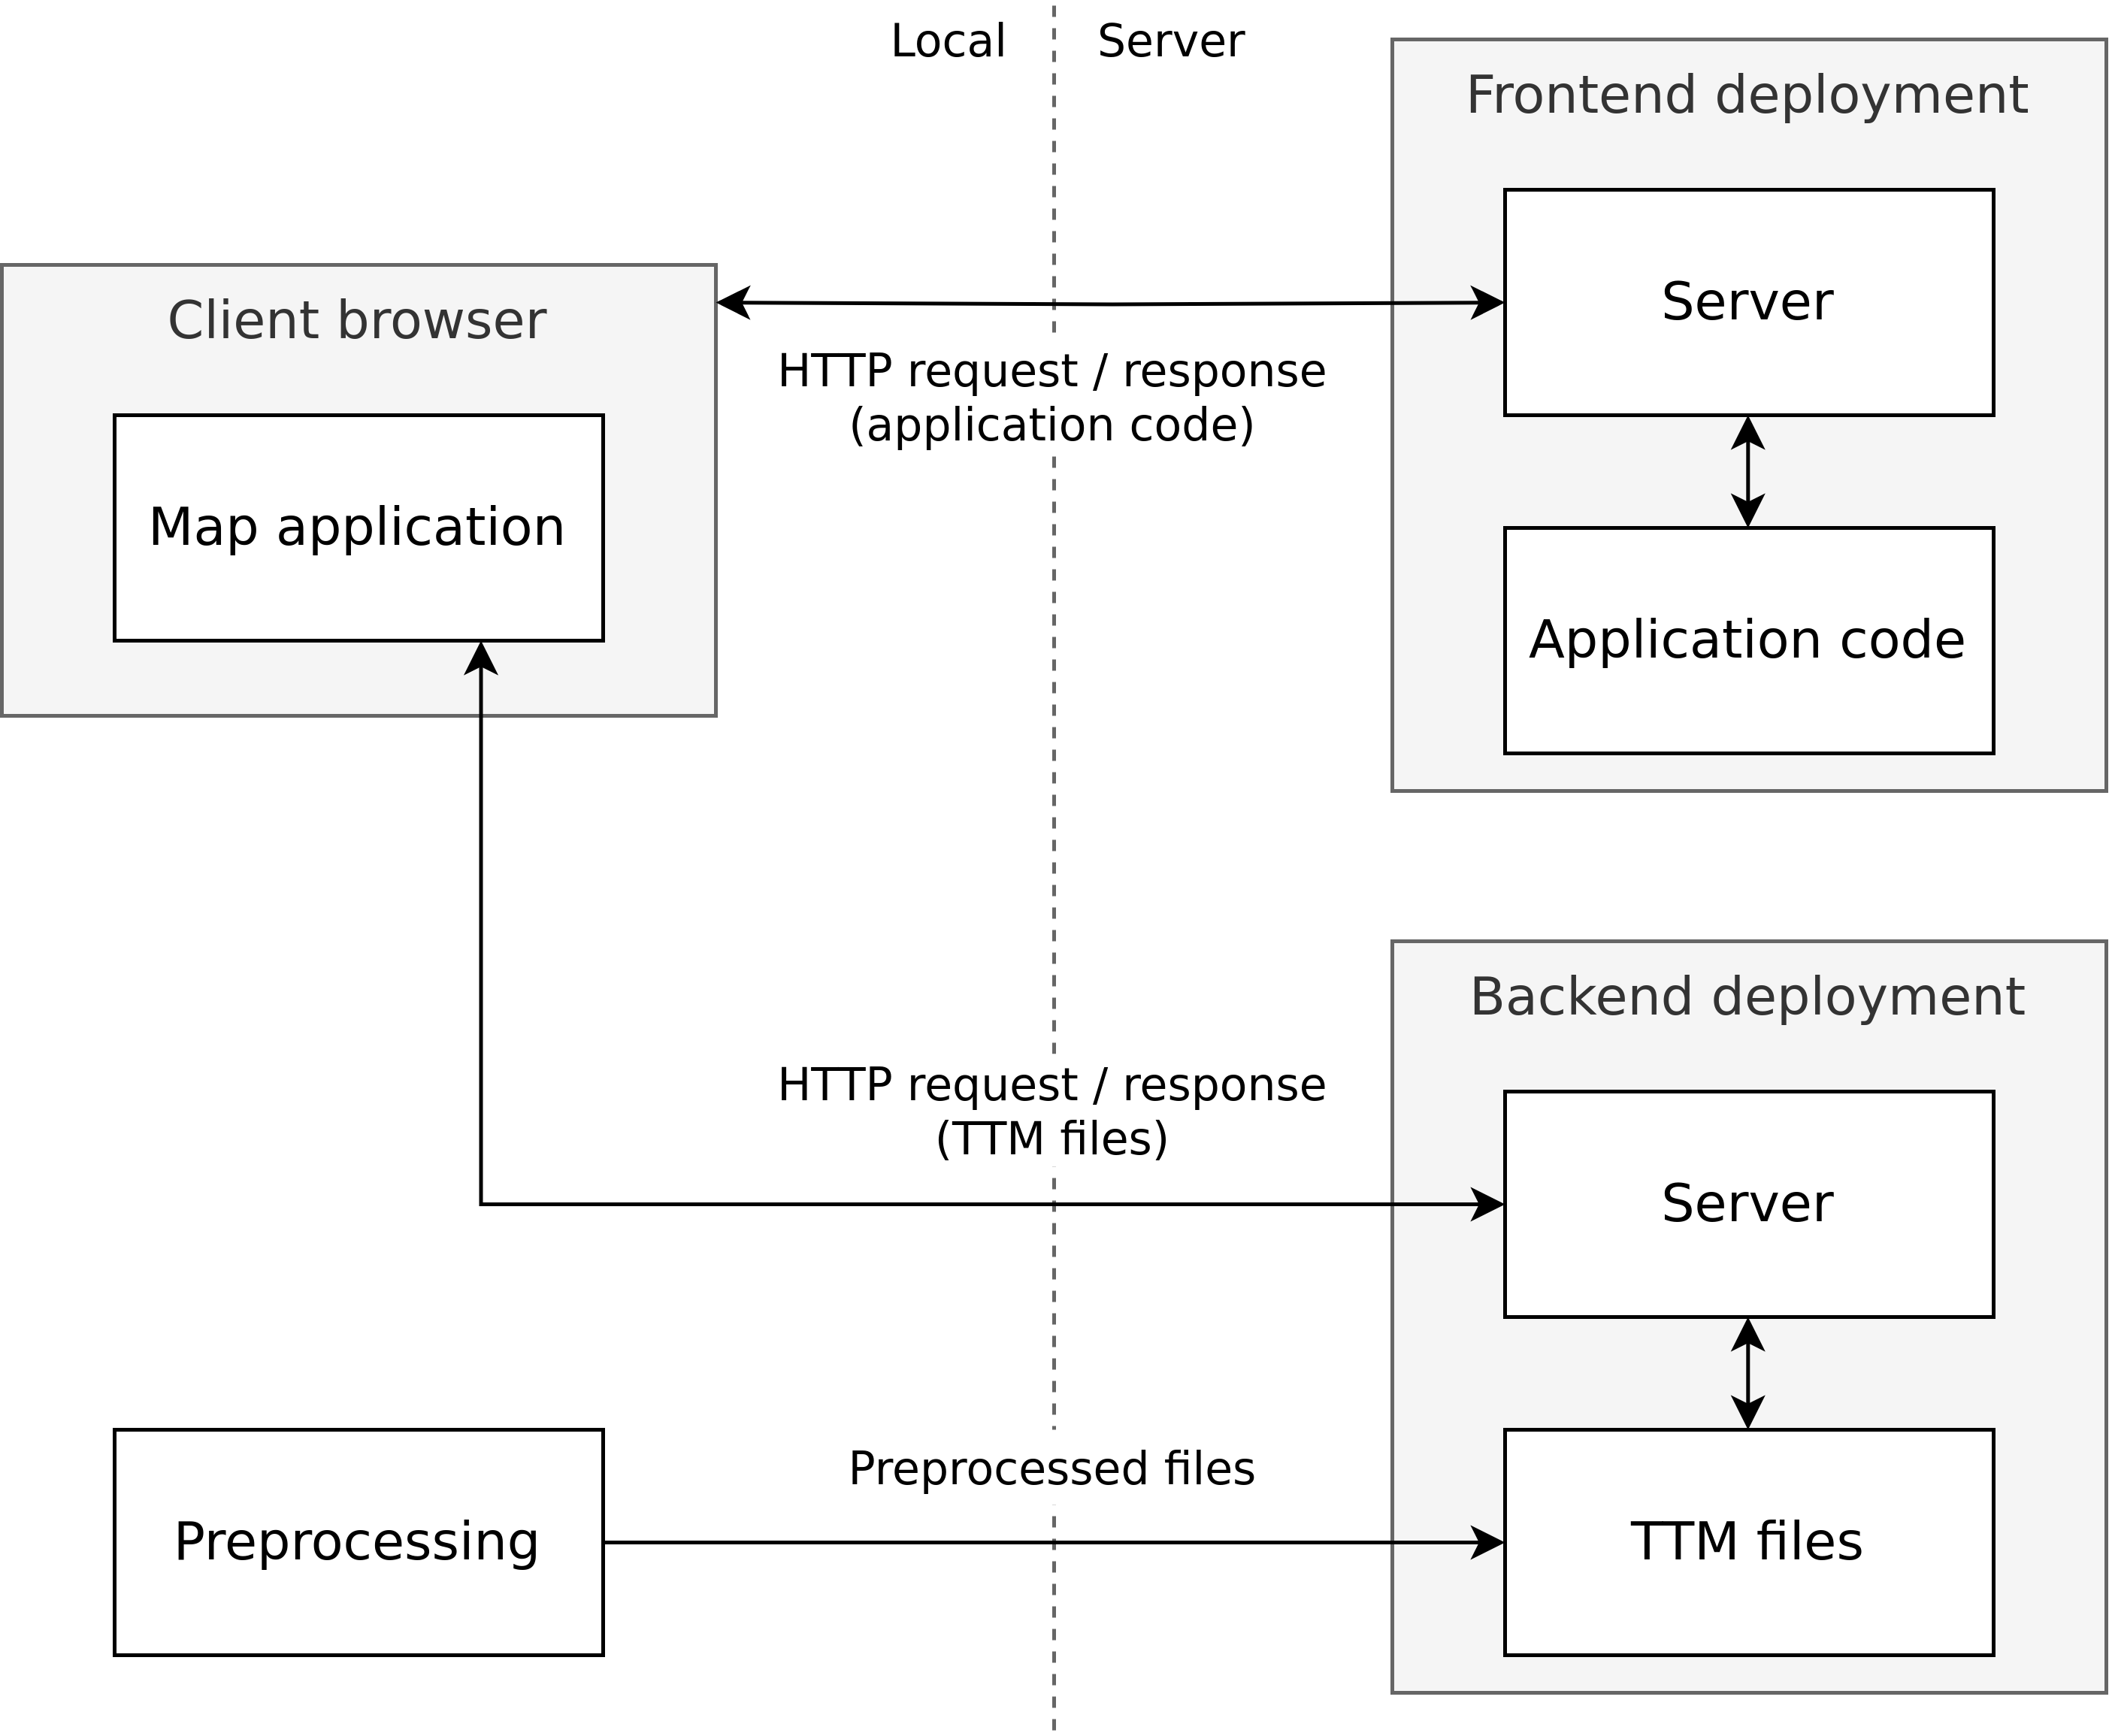 Local
Server
Frontend deployment
Server
Client browser
HTTP request / response
(application code)
Map application
Application code
Backend deployment
HTTP request / response
(TTM files)
Server
Preprocessed files
Preprocessing
TTM files